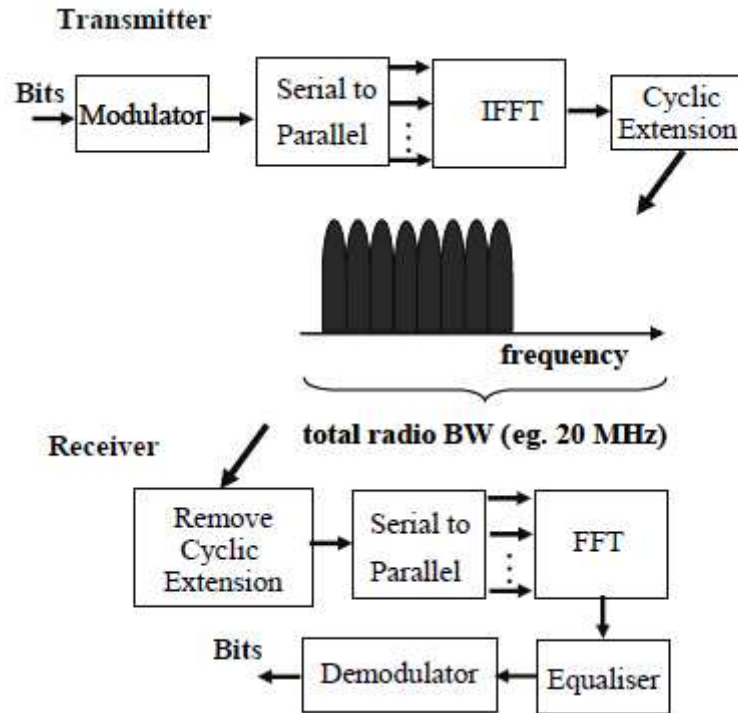 Transmitter
Bits
Modulator
Serial to
Parallel
IFFT
Cyclic
Extension
frequency
total radio BW (eg. 20 MHz)
Receiver
Remove
Cyclic
Extension
Serial to
Parallel
FFT
Bits
Demodulator
Equaliser